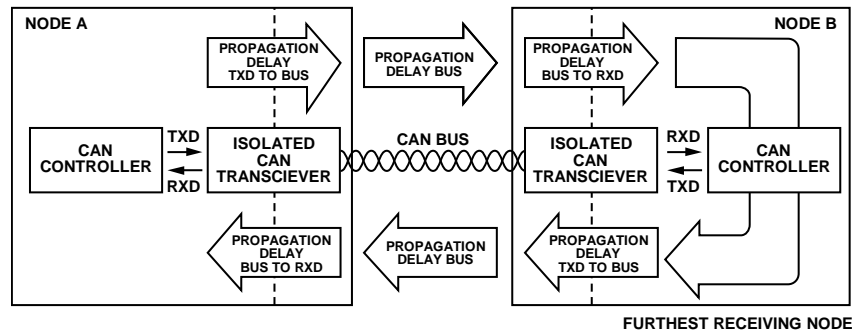 NODE A
NODE B
PROPAGATION
DELAY
TXD TO BUS
PROPAGATION
DELAY BUS
PROPAGATION
DELAY
BUS TO RXD
CAN
CONTROLLER
TXD
RXD
ISOLATED
CAN
TRANSCIEVER
CAN BUS
ISOLATED
CAN
TRANSCIEVER
RXD
TXD
CAN
CONTROLLER
PROPAGATION
DELAY
BUS TO RXD
PROPAGATION
DELAY BUS
PROPAGATION
DELAY
TXD TO BUS
FURTHEST RECEIVING NODE